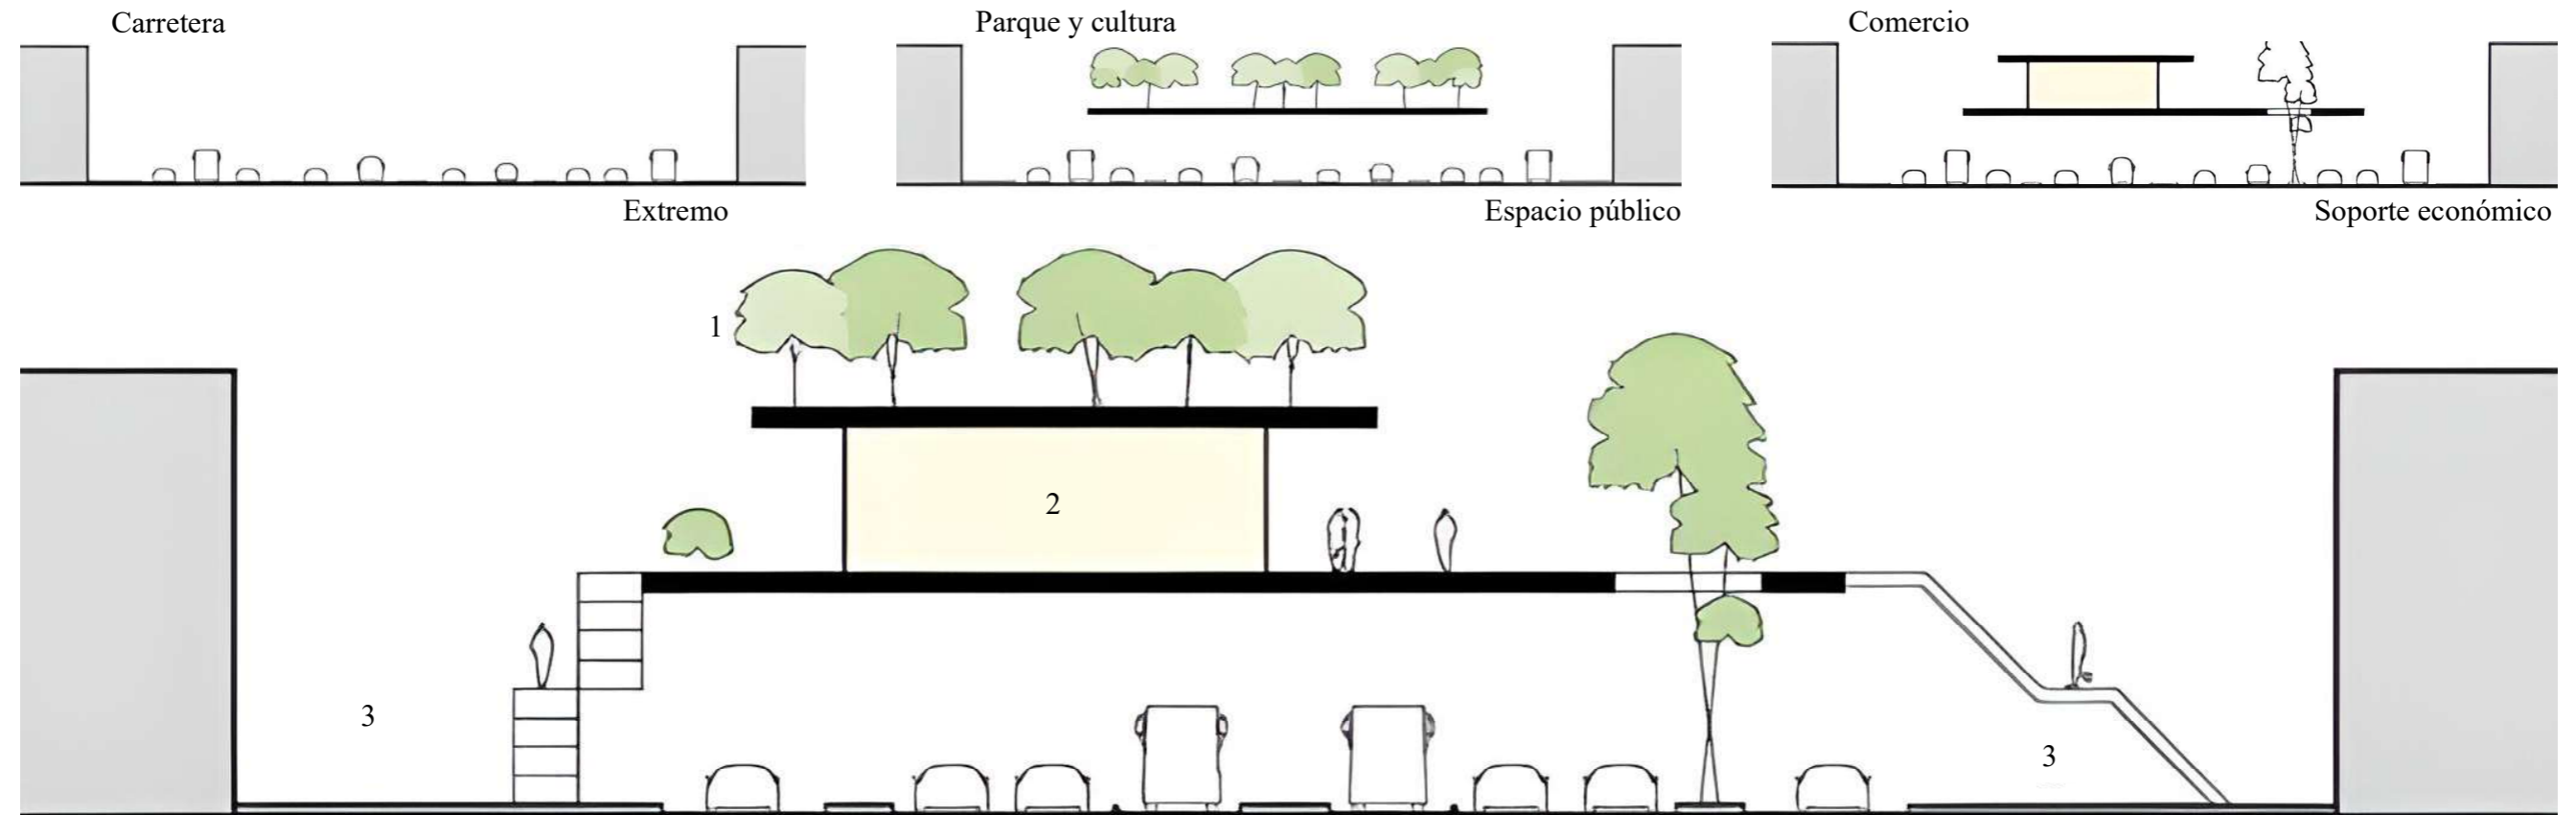 Carretera
Parque y cultura
Comercio
Extremo
Espacio público
Soporte económico
1
2
3
3